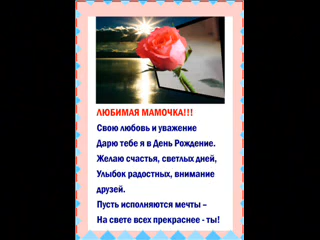 ЛЮБИМАЯ МАМОЧКА!!!
Свою любовь и уважение
Дарю тебе я в День Рождение.
Желаю счастья, светлых дней,
Улыбок радостных, внимание
друзей.
Пусть исполняются мечты –
На свете всех прекраснее - ты!